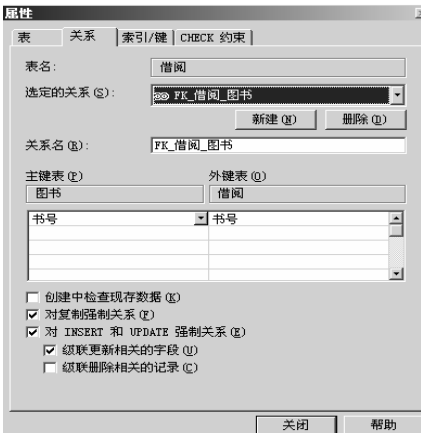 属性
表 关系 索引/键 CHECK 约束
表名: 借阅
选定的关系(S): FK_借阅_图书
新建(N) 删除(D)
关系名(R): FK_借阅_图书
主键表(P) 外键表(O)
图书 借阅
书号 书号
创建中检查现存数据(K)
对复制强制关系(F)
对 INSERT 和 UPDATE 强制关系(E)
级联更新相关的字段(U)
级联删除相关的记录(C)
关闭 帮助